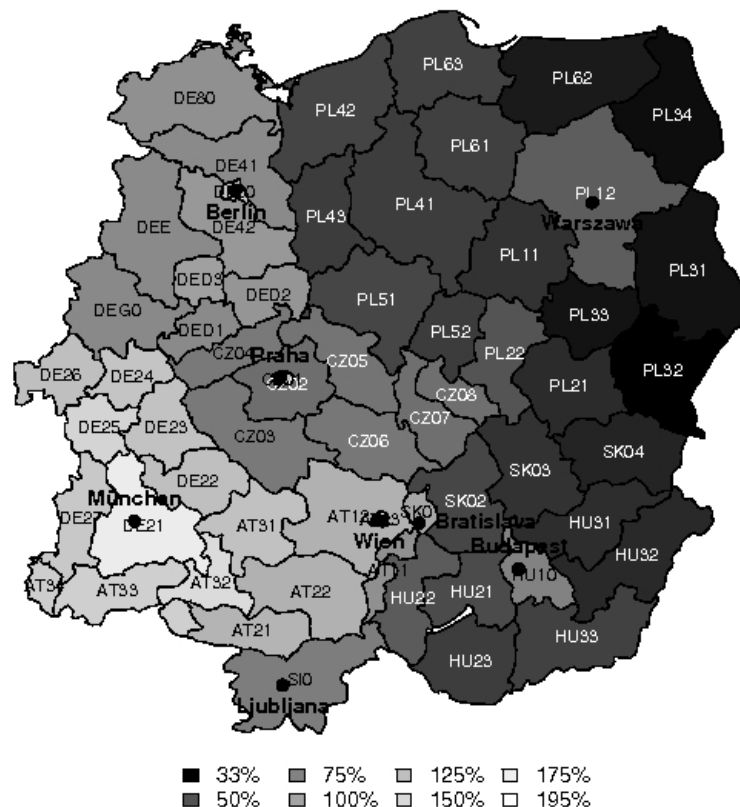 PL63
PL62
DE80
PL42
PL34
PL61
DE41
PL12
Berlin
Warszawa
DEE
DE42
PL43
PL41
PL11
PL31
DED3
DEG0
DED2
PL51
PL33
DED1
PL52
PL22
CZ04
Praha
CZ05
CZ02
DE26
DE24
PL21
PL32
CZ08
DE25
DE23
CZ07
CZ03
CZ06
SK04
SK03
DE22
München
SK02
DE27
DE21
AT31
AT12
SK01
Bratislava
HU31
Wien
Budapest
HU32
AT11
HU10
AT34
AT33
AT32
AT22
HU22
HU21
AT21
HU33
HU23
SI0
Ljubljana
33% 75% 125% 175%
50% 100% 150% 195%